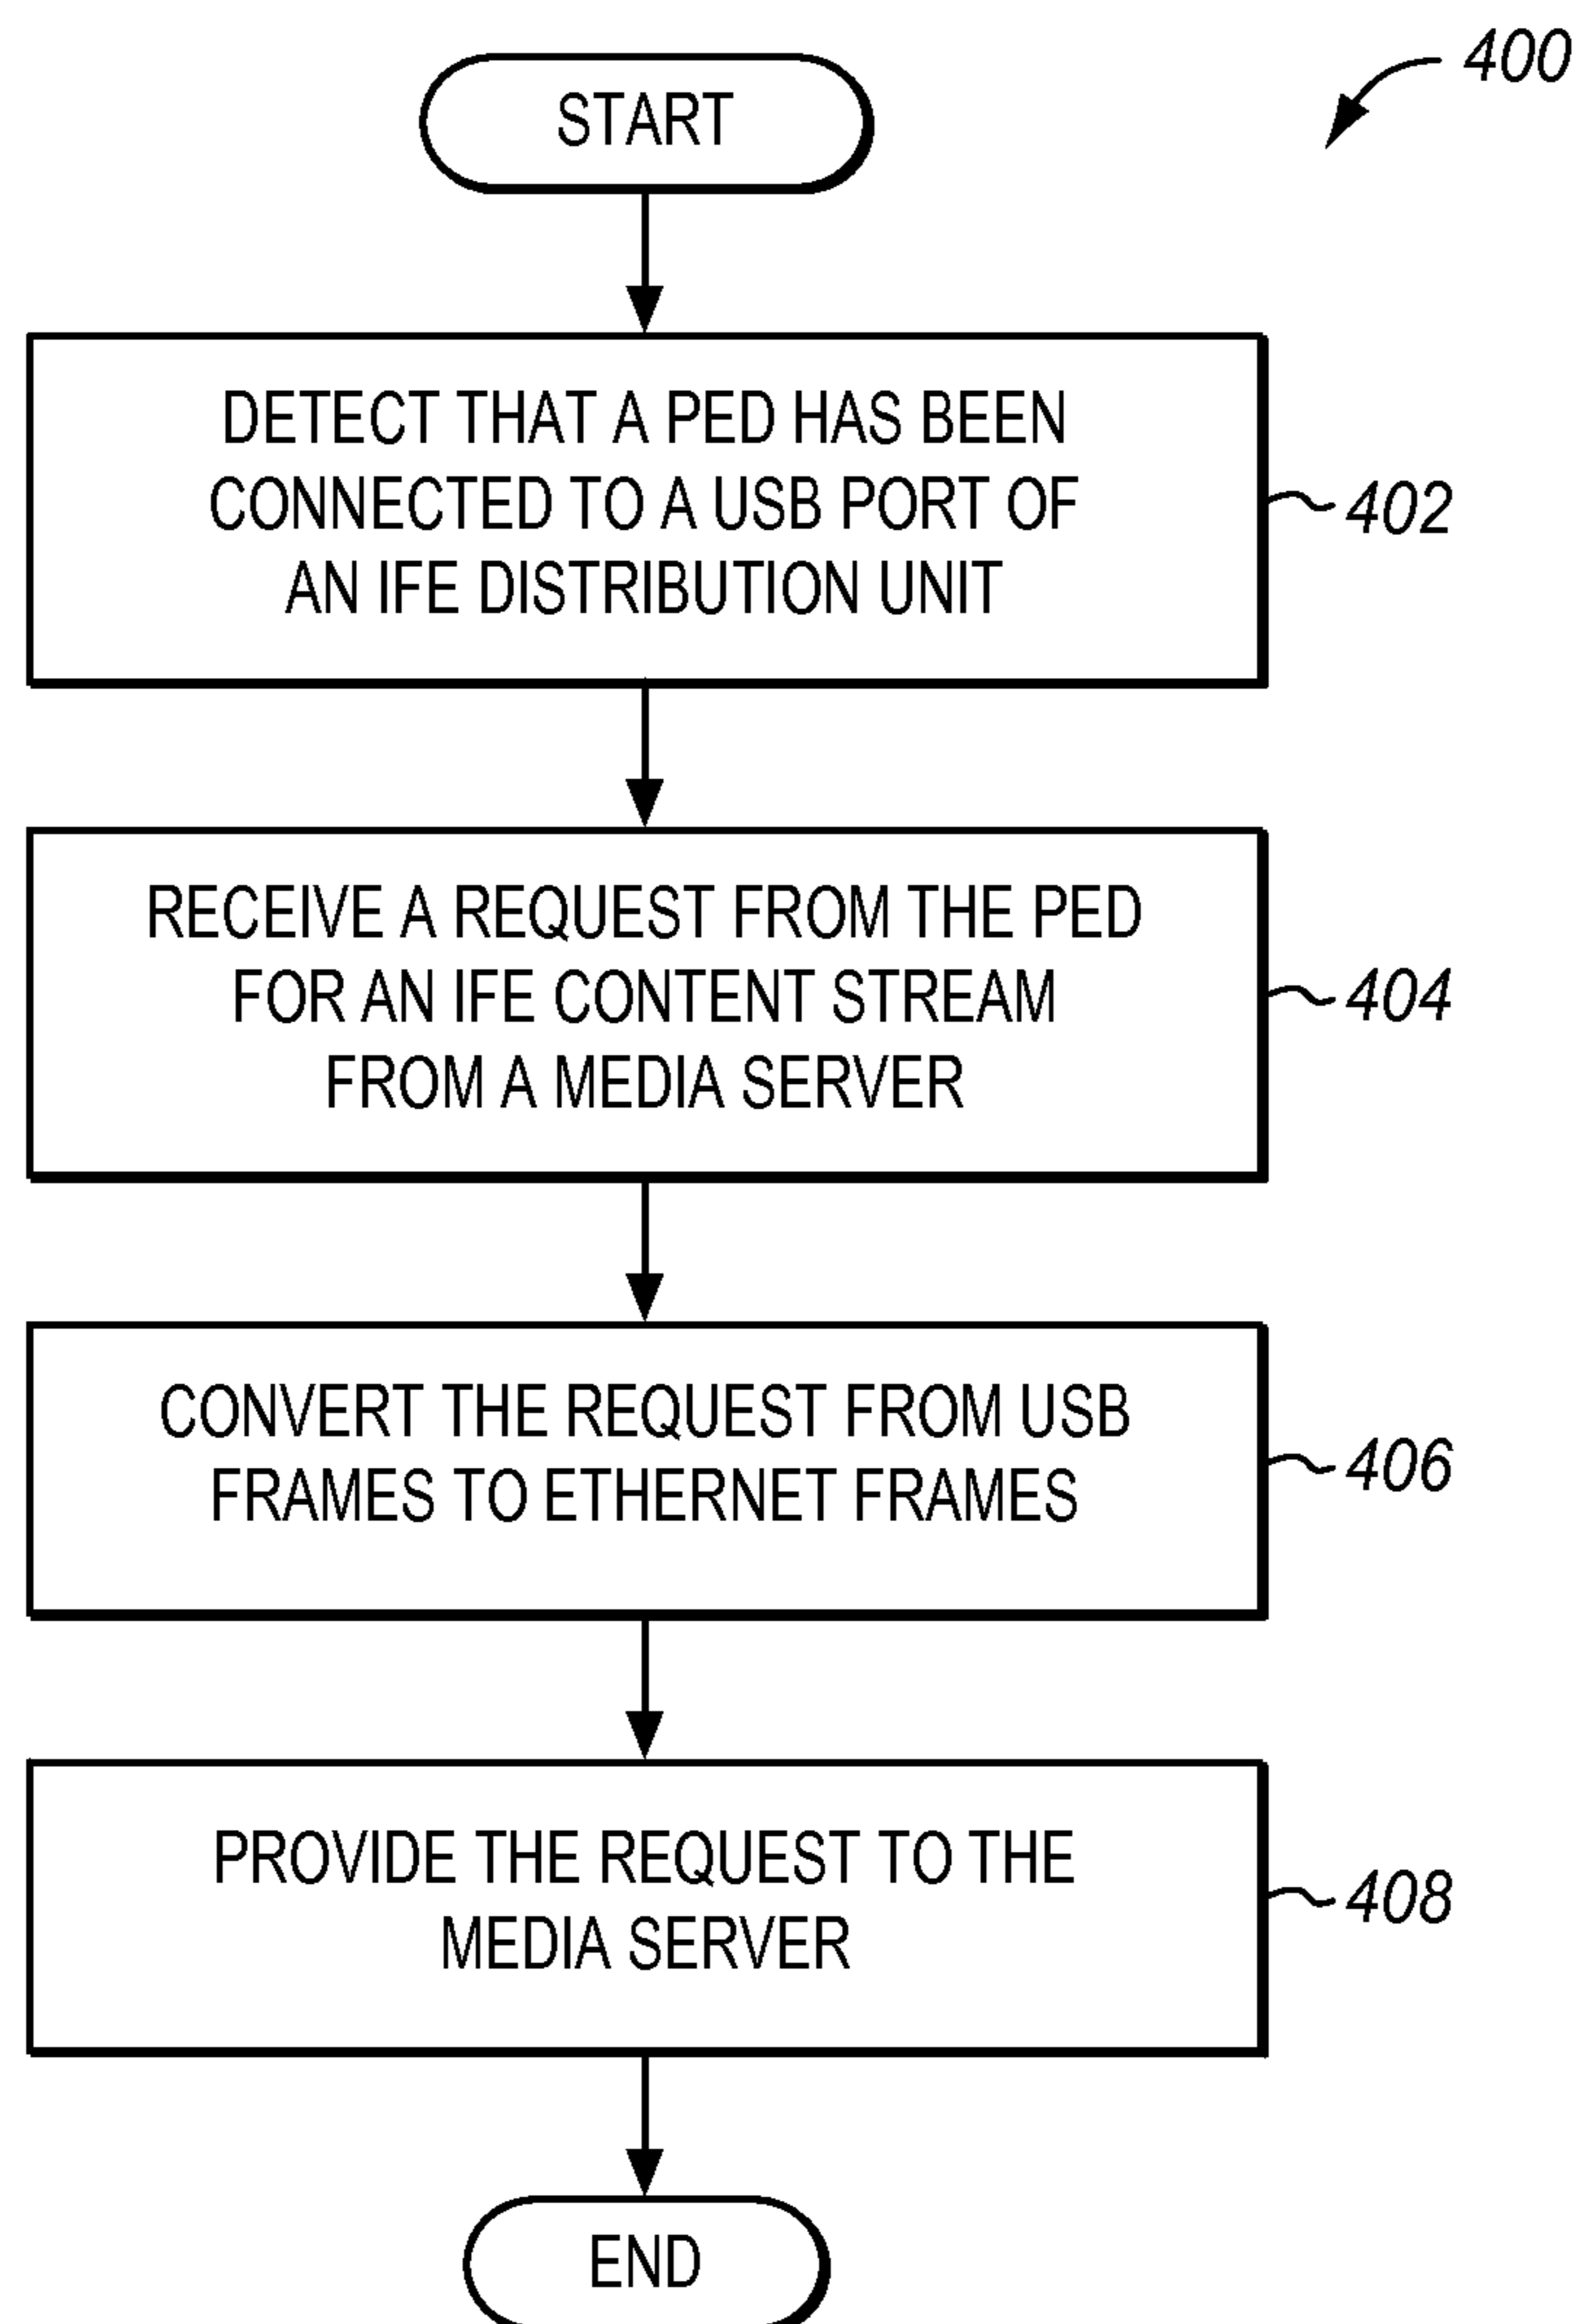 400
START
DETECT THAT A PED HAS BEEN
CONNECTED TO A USB PORT OF
AN IFE DISTRIBUTION UNIT
402
RECEIVE A REQUEST FROM THE PED
FOR AN IFE CONTENT STREAM
FROM A MEDIA SERVER
404
CONVERT THE REQUEST FROM USB
FRAMES TO ETHERNET FRAMES
406
PROVIDE THE REQUEST TO THE
MEDIA SERVER
408
END